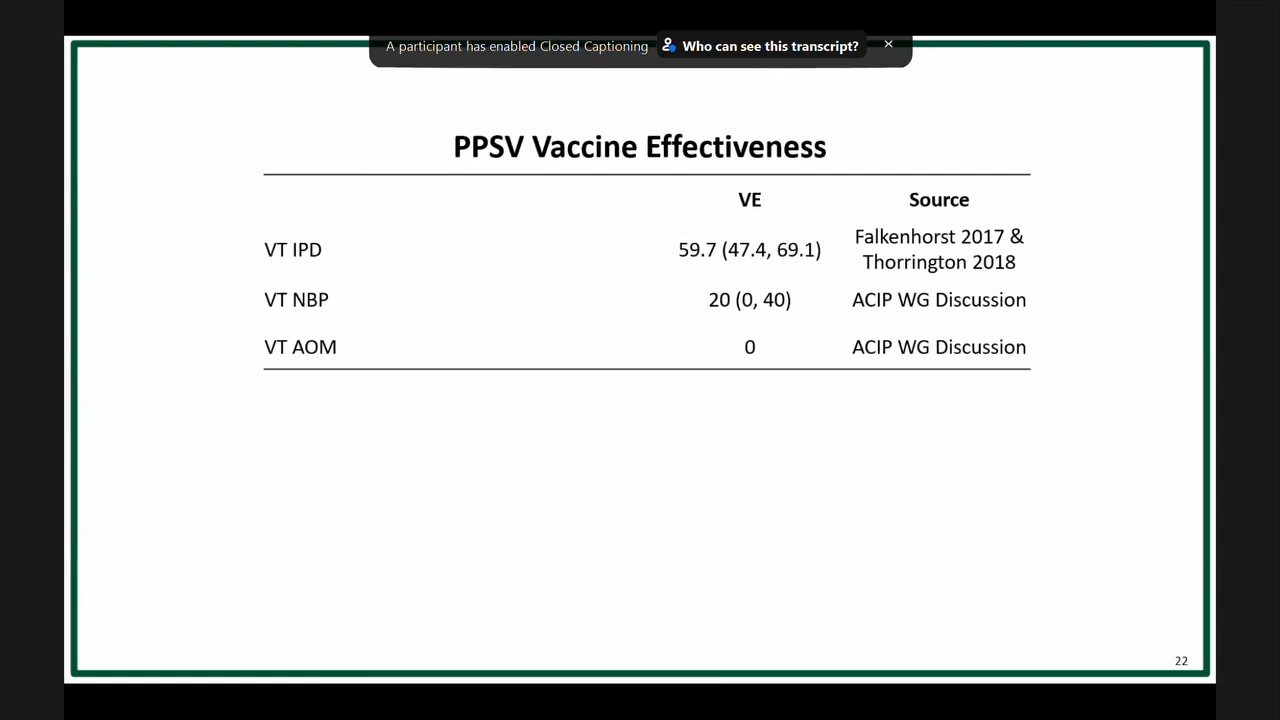 A participant has enabled Closed Captioning Who can see this transcript? ×
PPSV Vaccine Effectiveness
VE Source
VT IPD 59.7 (47.4, 69.1) Falkenhorst 2017 &
Thorrington 2018
VT NBP 20 (0, 40) ACIP WG Discussion
VT AOM 0 ACIP WG Discussion
22